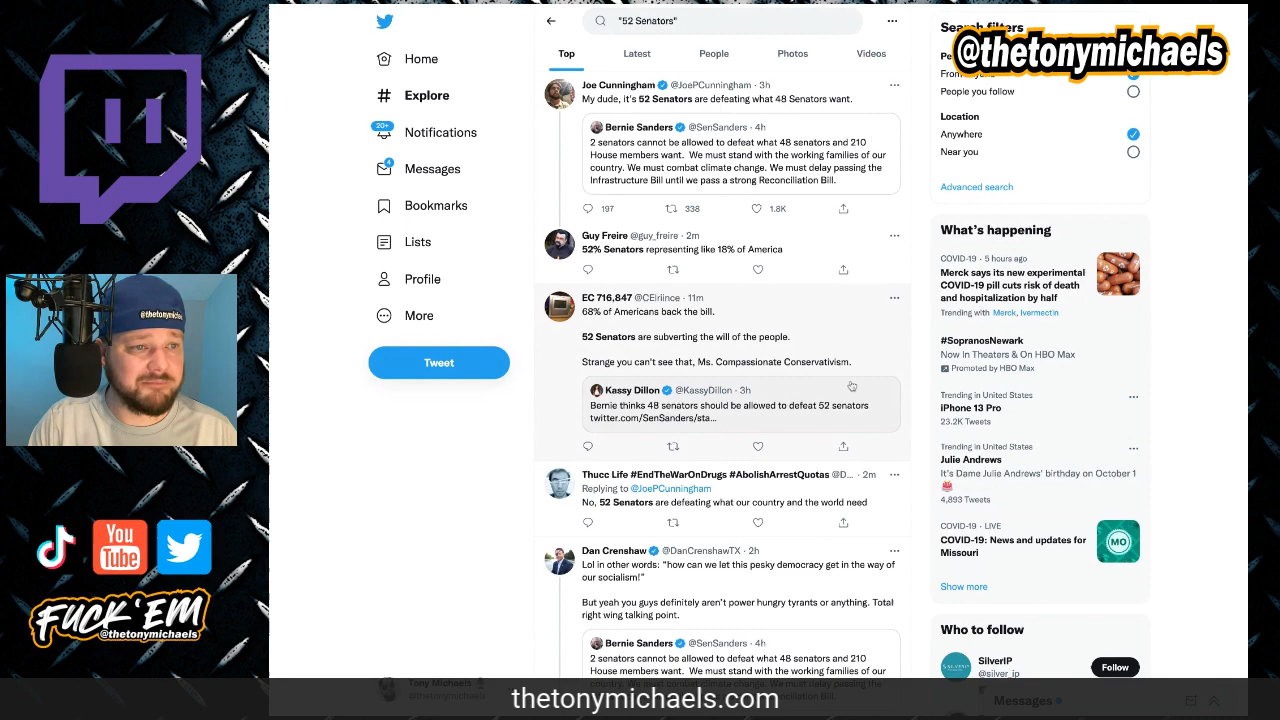 "52 Senators"
Top
Latest
People
Photos
Videos
Home
Explore
20+
Notifications
4
Messages
Bookmarks
Lists
Profile
More
Tweet
@thetonymichaels
FUCK 'EM
@thetonymichaels
You
Tube
Joe Cunningham @JoePCunningham · 3h
My dude, it's 52 Senators are defeating what 48 Senators want.
Bernie Sanders @SenSanders · 4h
2 senators cannot be allowed to defeat what 48 senators and 210
House members want. We must stand with the working families of our
country. We must combat climate change. We must delay passing the
Infrastructure Bill until we pass a strong Reconciliation Bill.
197
338
1.8K
Guy Freire @guy_freire · 2m
52% Senators representing like 18% of America
EC 716,847 @CElriince · 11m
68% of Americans back the bill.
52 Senators are subverting the will of the people.
Strange you can't see that, Ms. Compassionate Conservativism.
Kassy Dillon @KassyDillon · 3h
Bernie thinks 48 senators should be allowed to defeat 52 senators
twitter.com/SenSanders/sta...
Thucc Life #EndTheWarOnDrugs #AbolishArrestQuotas @D... · 2m
Replying to @JoePCunningham
No, 52 Senators are defeating what our country and the world need
Dan Crenshaw @DanCrenshawTX · 2h
Lol in other words: "how can we let this pesky democracy get in the way of
our socialism!"
But yeah you guys definitely aren't power hungry tyrants or anything. Total
right wing talking point.
Bernie Sanders @SenSanders · 4h
2 senators cannot be allowed to defeat what 48 senators and 210
House members want. We must stand with the working families of our
Search filters
@thetonymichaels
People you follow
Location
Anywhere
Near you
Advanced search
What's happening
COVID-19 · 5 hours ago
Merck says its new experimental
COVID-19 pill cuts risk of death
and hospitalization by half
Trending with Merck, Ivermectin
#SopranosNewark
Now in Theaters & On HBO Max
Promoted by HBO Max
Trending in United States
iPhone 13 Pro
23.2K Tweets
Trending in United States
Julie Andrews
It's Dame Julie Andrews' birthday on October 1
4,893 Tweets
COVID-19 · LIVE
COVID-19: News and updates for
Missouri
MO
Show more
Who to follow
SilverIP
@silver_ip
Follow
Tony Michaels
@thetonymichaels
Messages
thetonymichaels.com